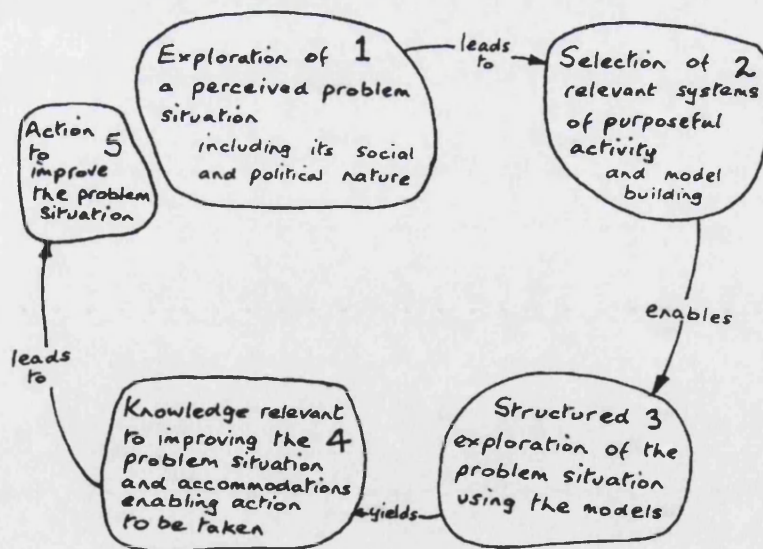 Exploration of 1
a perceived problem
situation
including its social
and political nature
leads
to
Selection of 2
relevant systems
of purposeful
activity
and model
building
enables
Structured 3
exploration of the
problem situation
using the models
yields
Knowledge relevant
to improving the 4
problem situation
and accommodations
enabling action
to be taken
leads
to
Action
to 5
improve
the problem
situation